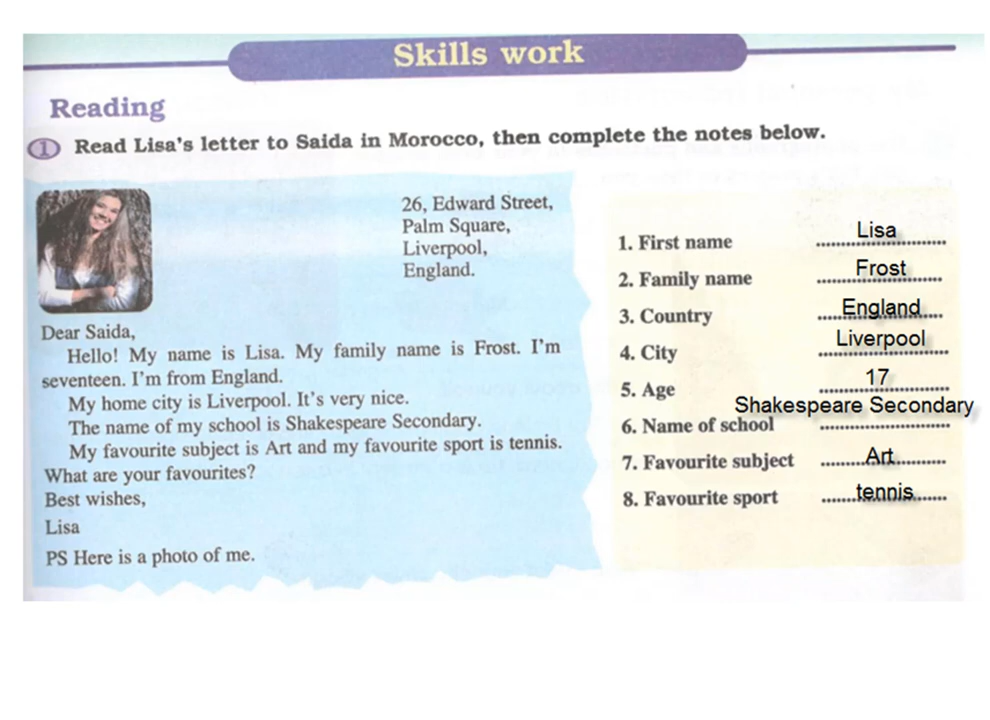 Skills work
Reading
1 Read Lisa's letter to Saida in Morocco, then complete the notes below.
26, Edward Street,
Palm Square,
Liverpool,
England.
Dear Saida,
Hello! My name is Lisa. My family name is Frost. I'm
seventeen. I'm from England.
My home city is Liverpool. It's very nice.
The name of my school is Shakespeare Secondary.
My favourite subject is Art and my favourite sport is tennis.
What are your favourites?
Best wishes,
Lisa
PS Here is a photo of me.
1. First name Lisa
2. Family name Frost
3. Country England
4. City Liverpool
5. Age 17
6. Name of school Shakespeare Secondary
7. Favourite subject Art
8. Favourite sport tennis